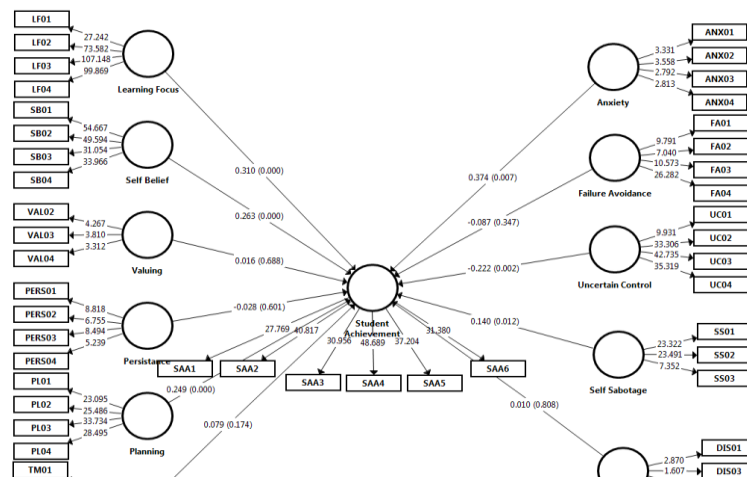 LF01
LF02
LF03
LF04
27.242
73.582
107.148
99.869
Learning Focus
SB01
SB02
SB03
SB04
54.667
49.594
31.054
33.966
Self Belief
VAL02
VAL03
VAL04
4.267
3.810
3.312
Valuing
PERS01
PERS02
PERS03
PERS04
8.818
6.755
8.494
5.239
Persistance
PL01
PL02
PL03
PL04
23.095
25.486
33.734
28.495
Planning
TM01
0.310 (0.000)
0.263 (0.000)
0.016 (0.688)
-0.028 (0.601)
0.249 (0.000)
0.079 (0.174)
Student
Achievement
27.769
40.817
30.956
48.689
37.204
31.380
SAA1
SAA2
SAA3
SAA4
SAA5
SAA6
0.374 (0.007)
-0.087 (0.347)
-0.222 (0.002)
0.140 (0.012)
0.010 (0.808)
ANX01
ANX02
ANX03
ANX04
3.331
3.558
2.792
2.813
Anxiety
FA01
FA02
FA03
FA04
9.791
7.040
10.573
26.282
Failure Avoidance
UC01
UC02
UC03
UC04
9.931
33.306
42.735
35.319
Uncertain Control
SS01
SS02
SS03
23.322
23.491
7.352
Self Sabotage
DIS01
DIS03
2.870
1.607